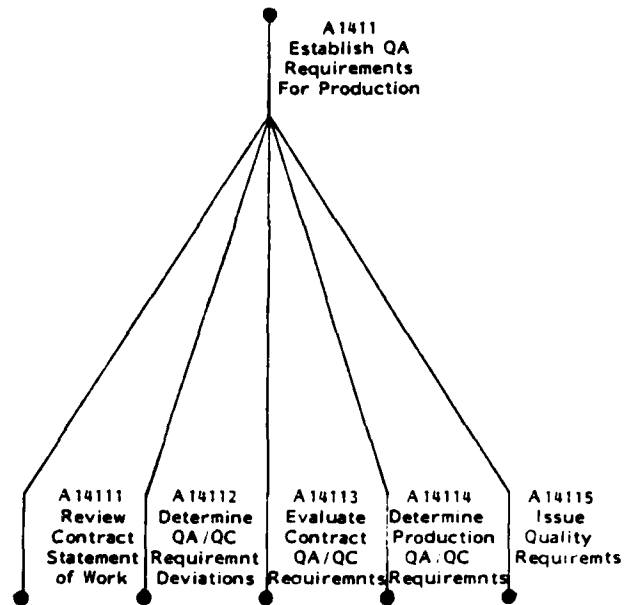 A1411
Establish QA
Requirements
For Production
A14111
Review
Contract
Statement
of Work
A14112
Determine
QA/QC
Requiremnt
Deviations
A14113
Evaluate
Contract
QA/QC
Requiremnts
A14114
Determine
Production
QA/QC
Requiremnts
A14115
Issue
Quality
Requiremts